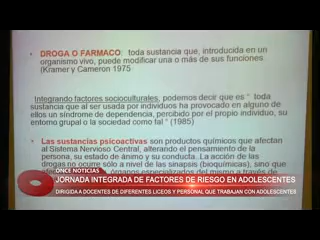 • DROGA O FARMACO: toda sustancia que, introducida en un
organismo vivo, puede modificar una o más de sus funciones
(Kramer y Cameron 1975
Integrando factores socioculturales, podemos decir que es " toda
sustancia que al ser usada por individuos ha provocado en alguno de
ellos un síndrome de dependencia, percibido por el propio individuo, su
entorno grupal o la sociedad como tal " (1985)
• Las sustancias psicoactivas son productos químicos que afectan
al Sistema Nervioso Central, alterando el pensamiento de la
persona, su estado de ánimo y su conducta. La acción de las
drogas no ocurre sólo a nivel de las sinapsis (bioquímicas), sino que
órganos especializados del mismo a través de
ONCE NOTICIAS
JORNADA INTEGRADA DE FACTORES DE RIESGO EN ADOLESCENTES
DIRIGIDA A DOCENTES DE DIFERENTES LICEOS Y PERSONAL QUE TRABAJAN CON ADOLESCENTES